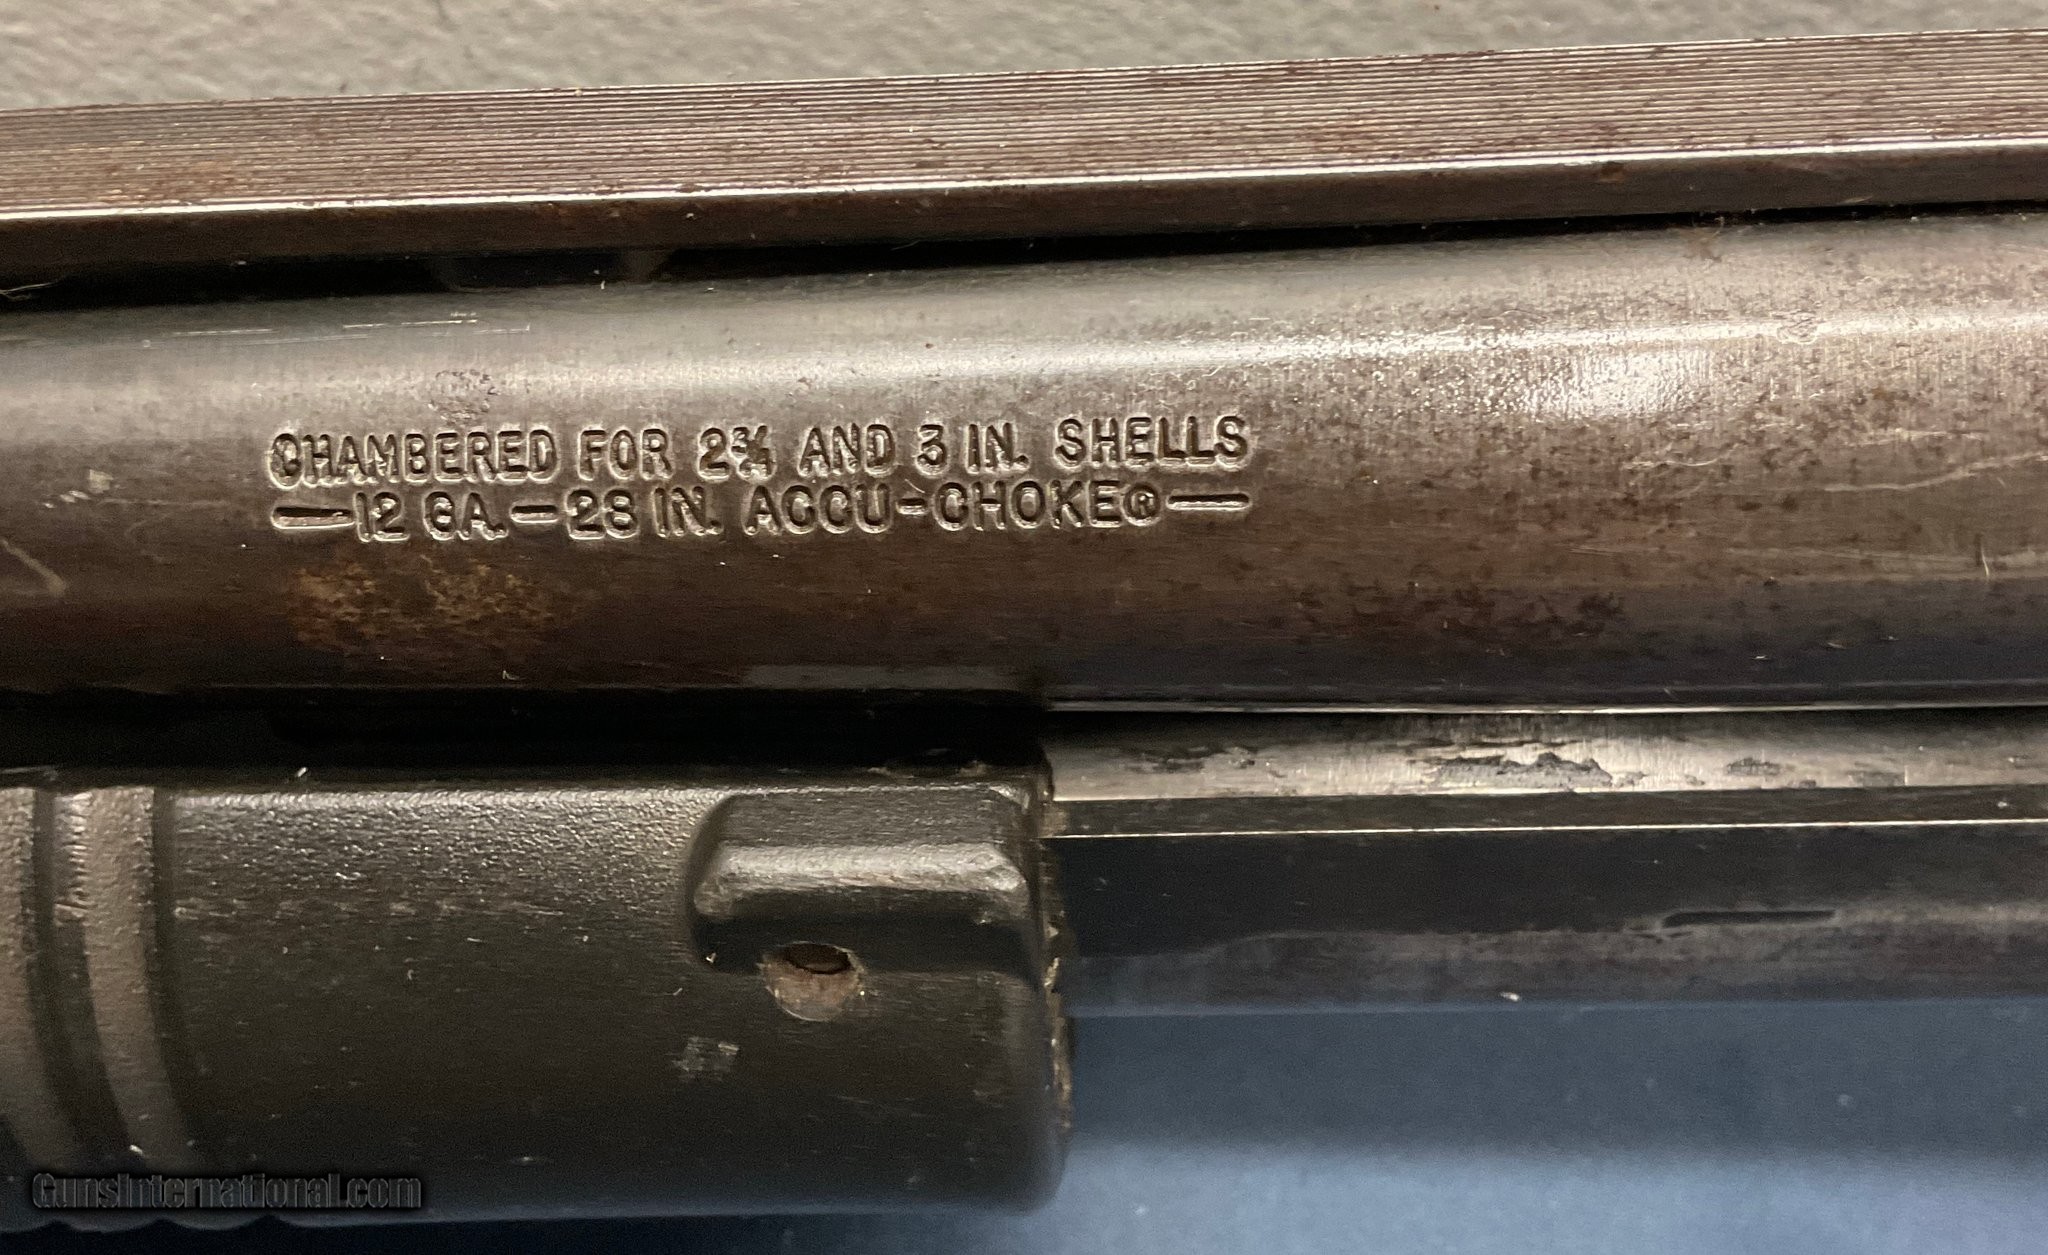 CHAMBERED FOR 2¾ AND 3 IN. SHELLS
—12 GA.—28 IN. ACCU-CHOKE®—
GunsInternational.com